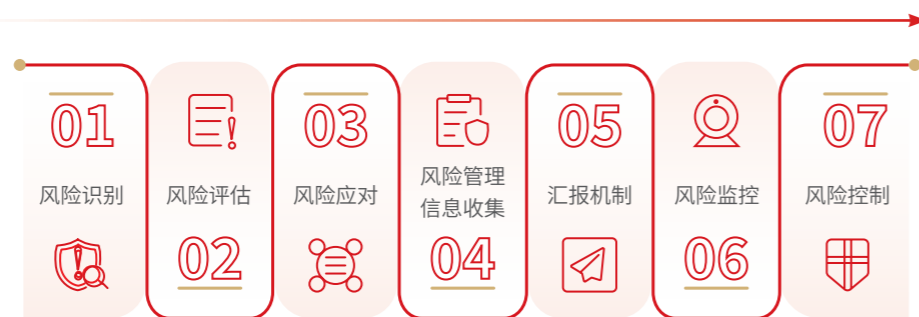 01
风险识别
风险评估
02
03
风险应对
风险管理
信息收集
04
05
汇报机制
风险监控
06
07
风险控制